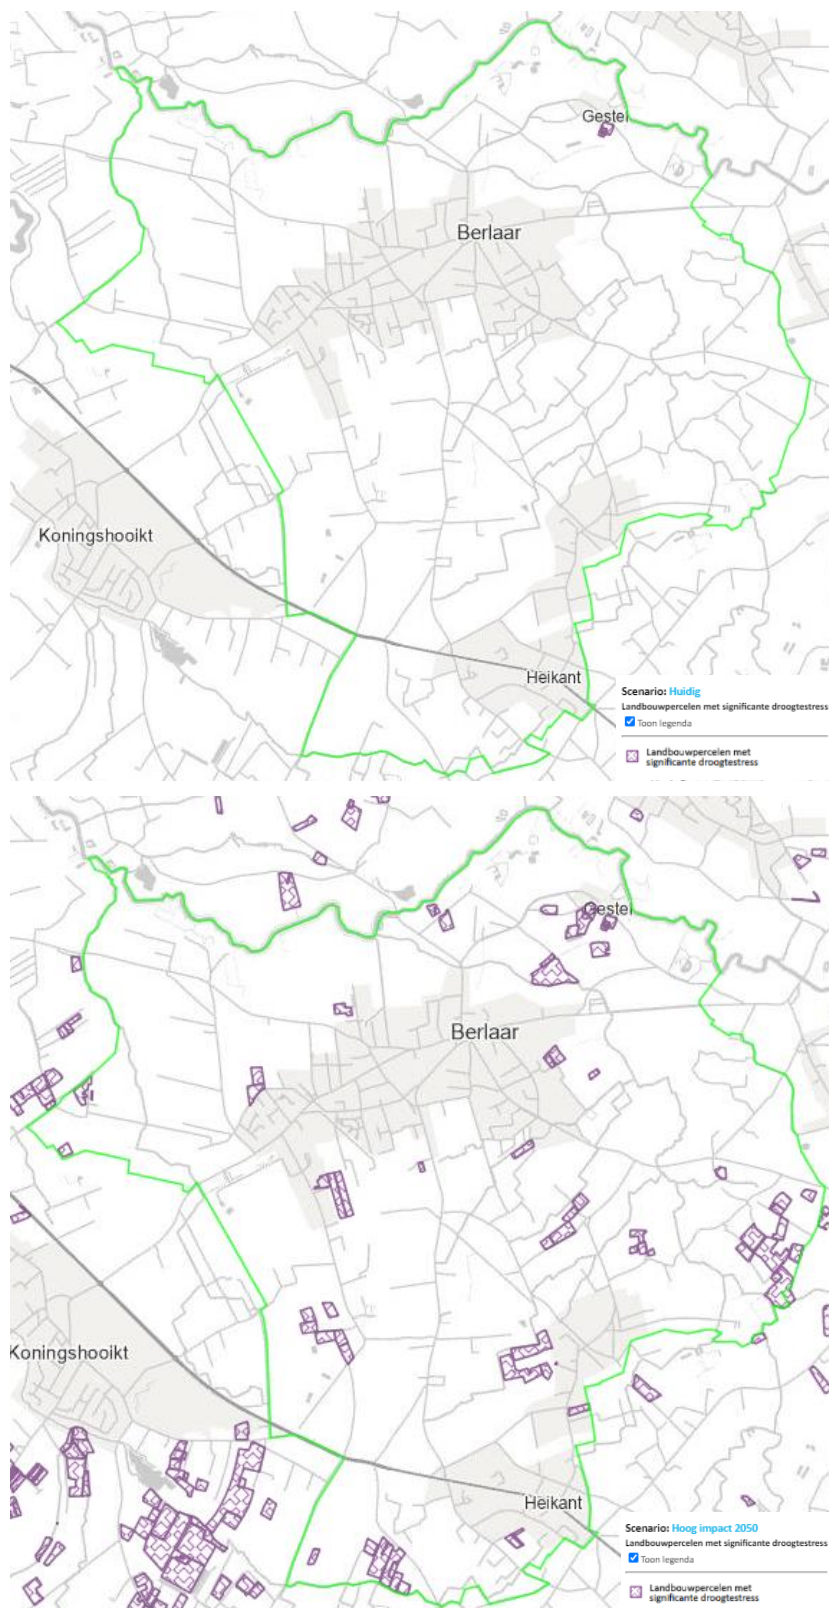 Gestel
Berlaar
Koningshooikt
Heikant
Scenario: Huidig
Landbouwpercelen met significante droogtestress
Toon legenda
Landbouwpercelen met
significante droogtestress
Gestel
Berlaar
Koningshooikt
Heikant
Scenario: Hoog impact 2050
Landbouwpercelen met significante droogtestress
Toon legenda
Landbouwpercelen met
significante droogtestress